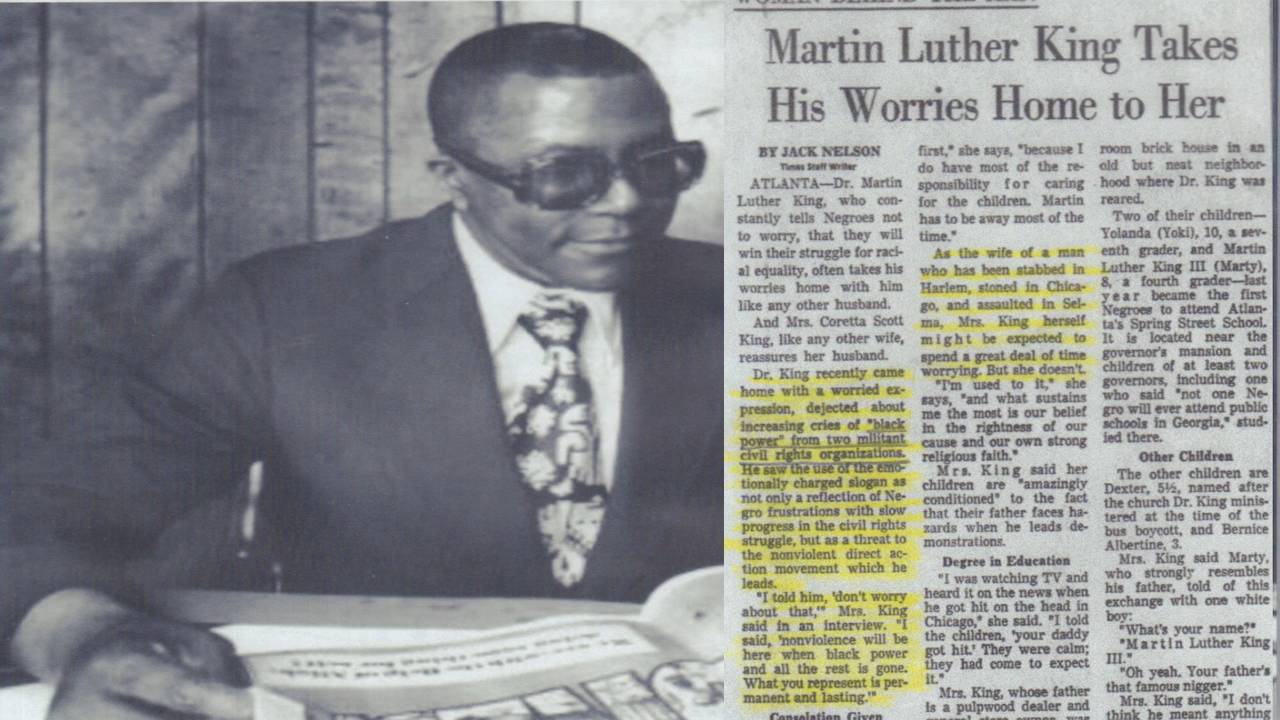 Martin Luther King Takes
His Worries Home to Her
BY JACK NELSON
Times Staff Writer
ATLANTA—Dr. Martin
Luther King, who con-
stantly tells Negroes not
to worry, that they will
win their struggle for raci-
al equality, often takes his
worries home with him
like any other husband.
And Mrs. Coretta Scott
King, like any other wife,
reassures her husband.
Dr. King recently came
home with a worried ex-
pression, dejected about
increasing cries of "black
power" from two militant
civil rights organizations.
He saw the use of the emo-
tionally charged slogan as
not only a reflection of Ne-
gro frustrations with slow
progress in the civil rights
struggle, but as a threat to
the nonviolent direct ac-
tion movement which he
leads.
"I told him, 'don't worry
about that,'" Mrs. King
said in an interview. "I
said, 'nonviolence will be
here when black power
and all the rest is gone.
What you represent is per-
manent and lasting.'"
Consolation Given
first," she says, "because I
do have most of the re-
sponsibility for caring
for the children. Martin
has to be away most of the
time."
As the wife of a man
who has been stabbed in
Harlem, stoned in Chica-
go, and assaulted in Sel-
ma, Mrs. King herself
might be expected to
spend a great deal of time
worrying. But she doesn't.
"I'm used to it," she
says, "and what sustains
me the most is our belief
in the rightness of our
cause and our own strong
religious faith."
Mrs. King said her
children are "amazingly
conditioned" to the fact
that their father faces ha-
zards when he leads de-
monstrations.
Degree in Education
"I was watching TV and
heard it on the news when
he got hit on the head in
Chicago," she said. "I told
the children, 'your daddy
got hit.' They were calm;
they had come to expect
it."
Mrs. King, whose father
is a pulpwood dealer and
general store owner, was
room brick house in an
old but neat neighbor-
hood where Dr. King was
reared.
Two of their children—
Yolanda (Yoki), 10, a sev-
enth grader, and Martin
Luther King III (Marty),
8, a fourth grader—last
year became the first
Negroes to attend Atlan-
ta's Spring Street School.
It is located near the
governor's mansion and
children of at least two
governors, including one
who said "not one Ne-
gro will ever attend public
schools in Georgia," stud-
ied there.
Other Children
The other children are
Dexter, 5½, named after
the church Dr. King minis-
tered at the time of the
bus boycott, and Bernice
Albertine, 3.
Mrs. King said Marty,
who strongly resembles
his father, told of this
exchange with one white
boy:
"What's your name?"
"Martin Luther King
III."
"Oh yeah. Your father's
that famous nigger."
Mrs. King said, "I don't
think he meant anything